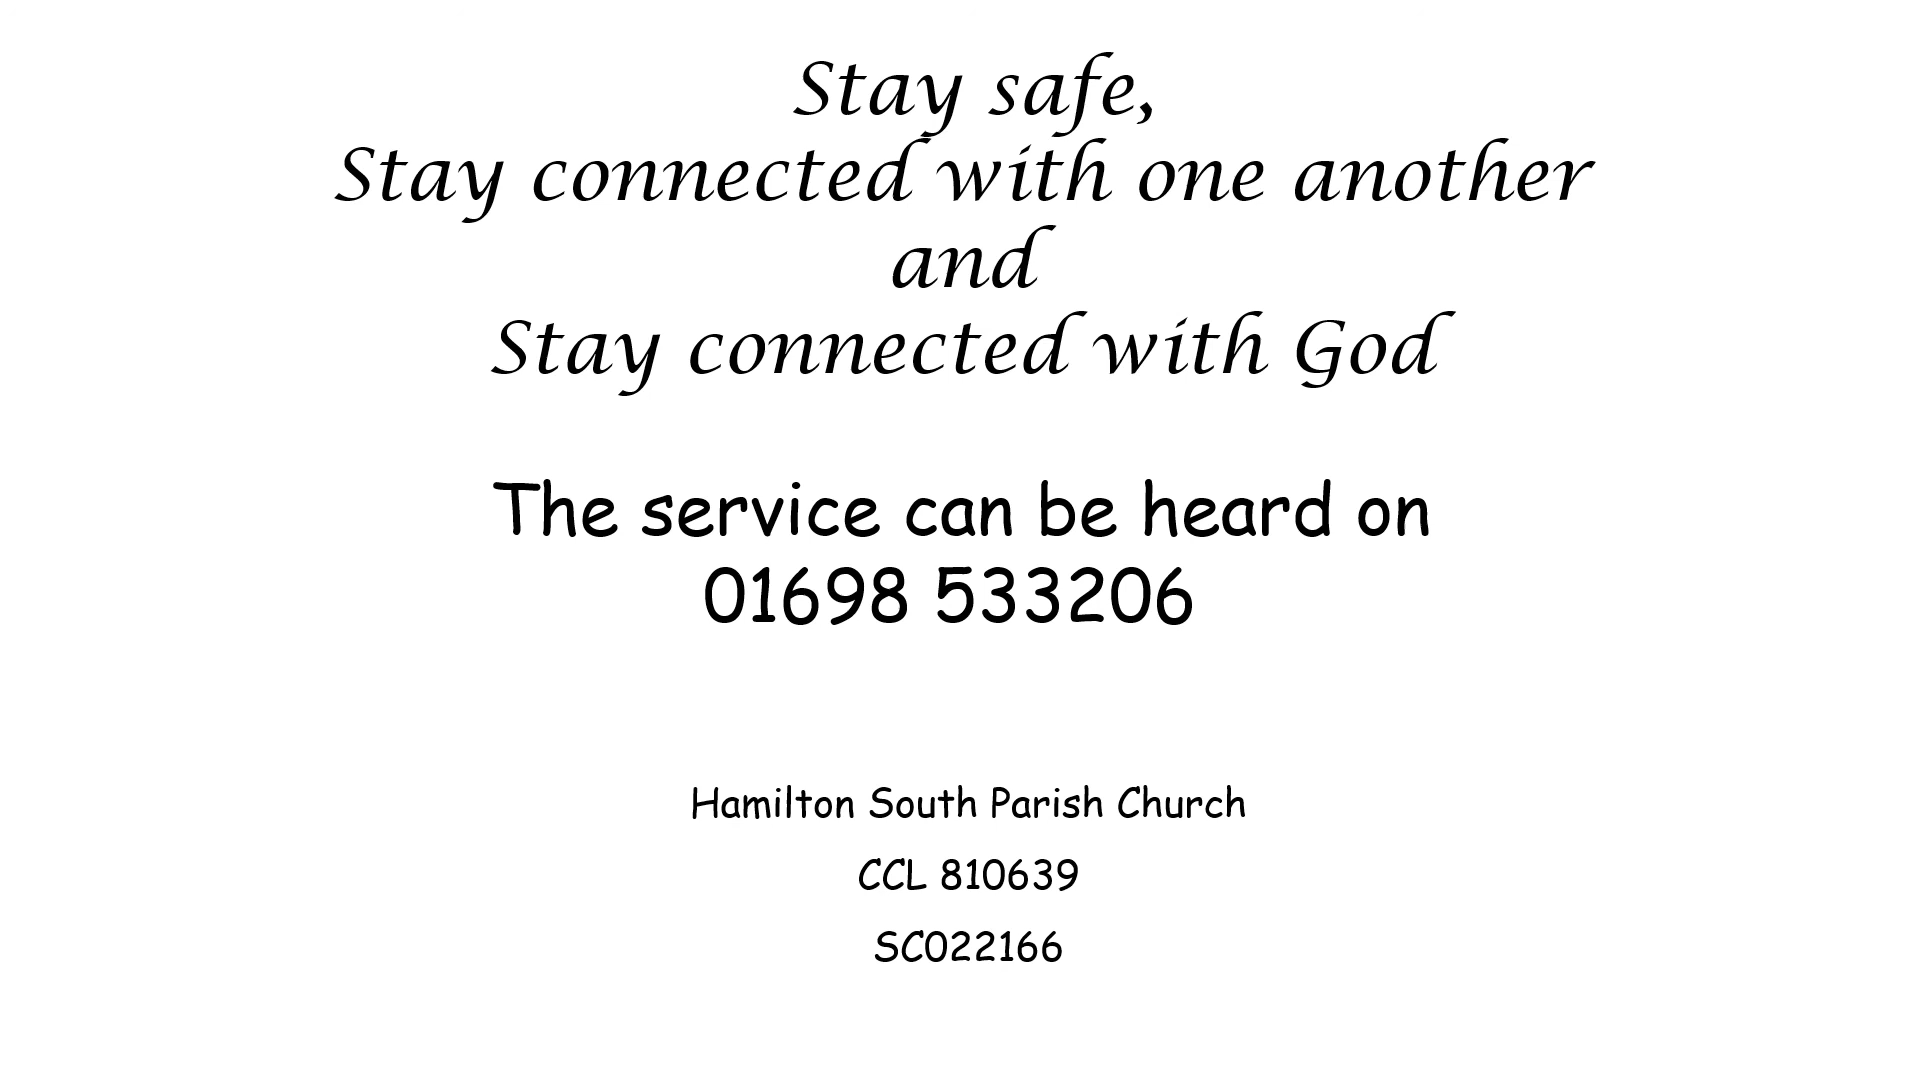 Stay safe,
Stay connected with one another
and
Stay connected with God
The service can be heard on
01698 533206
Hamilton South Parish Church
CCL 810639
SC022166